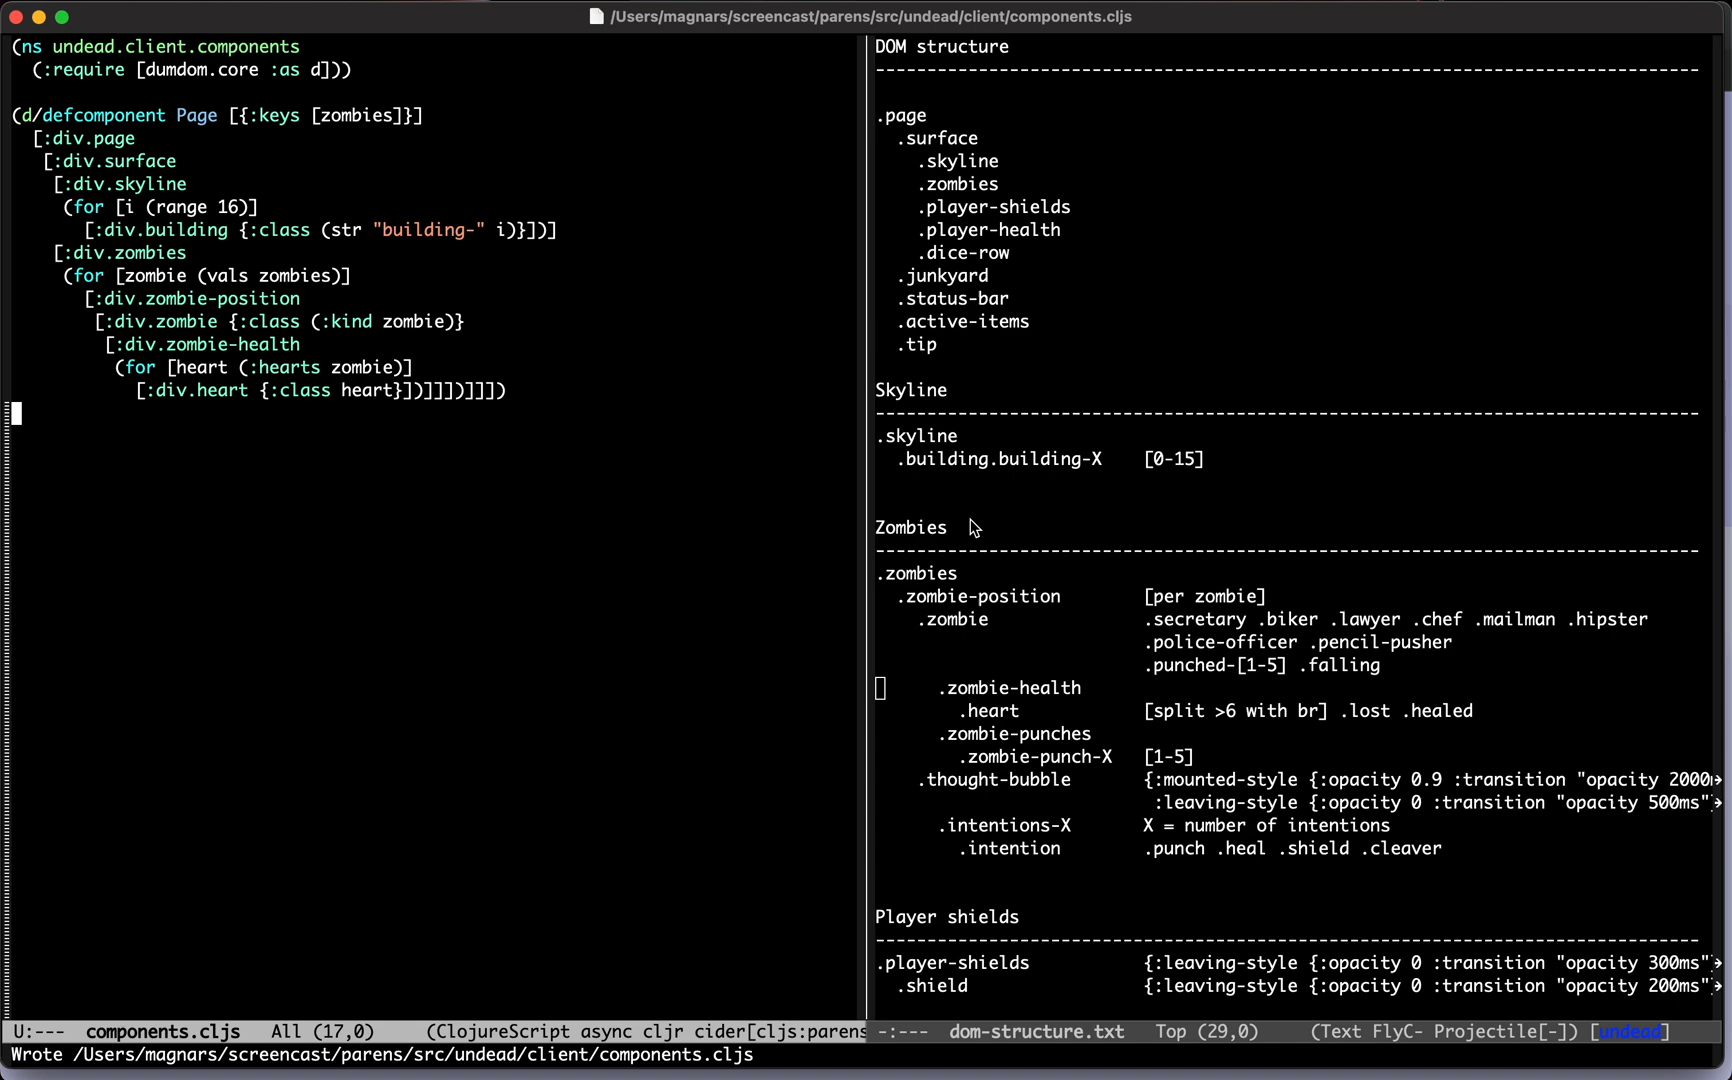 /Users/magnars/screencast/parens/src/undead/client/components.cljs
(ns undead.client.components
  (:require [dumdom.core :as d]))
(d/defcomponent Page [{:keys [zombies]}]
  [:div.page
   [:div.surface
    [:div.skyline
     (for [i (range 16)]
       [:div.building {:class (str "building-" i)}])]
    [:div.zombies
     (for [zombie (vals zombies)]
       [:div.zombie-position
        [:div.zombie {:class (:kind zombie)}
         [:div.zombie-health
          (for [heart (:hearts zombie)]
            [:div.heart {:class heart}])]]])]]])
U:---  components.cljs   All (17,0)     (ClojureScript async cljr cider[cljs:parens
DOM structure
--------------------------------------------------------------------------------
.page
  .surface
    .skyline
    .zombies
    .player-shields
    .player-health
    .dice-row
  .junkyard
  .status-bar
  .active-items
  .tip
Skyline
--------------------------------------------------------------------------------
.skyline
  .building.building-X    [0-15]
Zombies
--------------------------------------------------------------------------------
.zombies
  .zombie-position        [per zombie]
    .zombie               .secretary .biker .lawyer .chef .mailman .hipster
                          .police-officer .pencil-pusher
                          .punched-[1-5] .falling
      .zombie-health
        .heart            [split >6 with br] .lost .healed
      .zombie-punches
        .zombie-punch-X   [1-5]
    .thought-bubble       {:mounted-style {:opacity 0.9 :transition "opacity 2000m
                           :leaving-style {:opacity 0 :transition "opacity 500ms"}
      .intentions-X       X = number of intentions
        .intention        .punch .heal .shield .cleaver
Player shields
--------------------------------------------------------------------------------
.player-shields           {:leaving-style {:opacity 0 :transition "opacity 300ms"}
  .shield                 {:leaving-style {:opacity 0 :transition "opacity 200ms"}
-:---  dom-structure.txt   Top (29,0)     (Text FlyC- Projectile[-]) [undead]
Wrote /Users/magnars/screencast/parens/src/undead/client/components.cljs